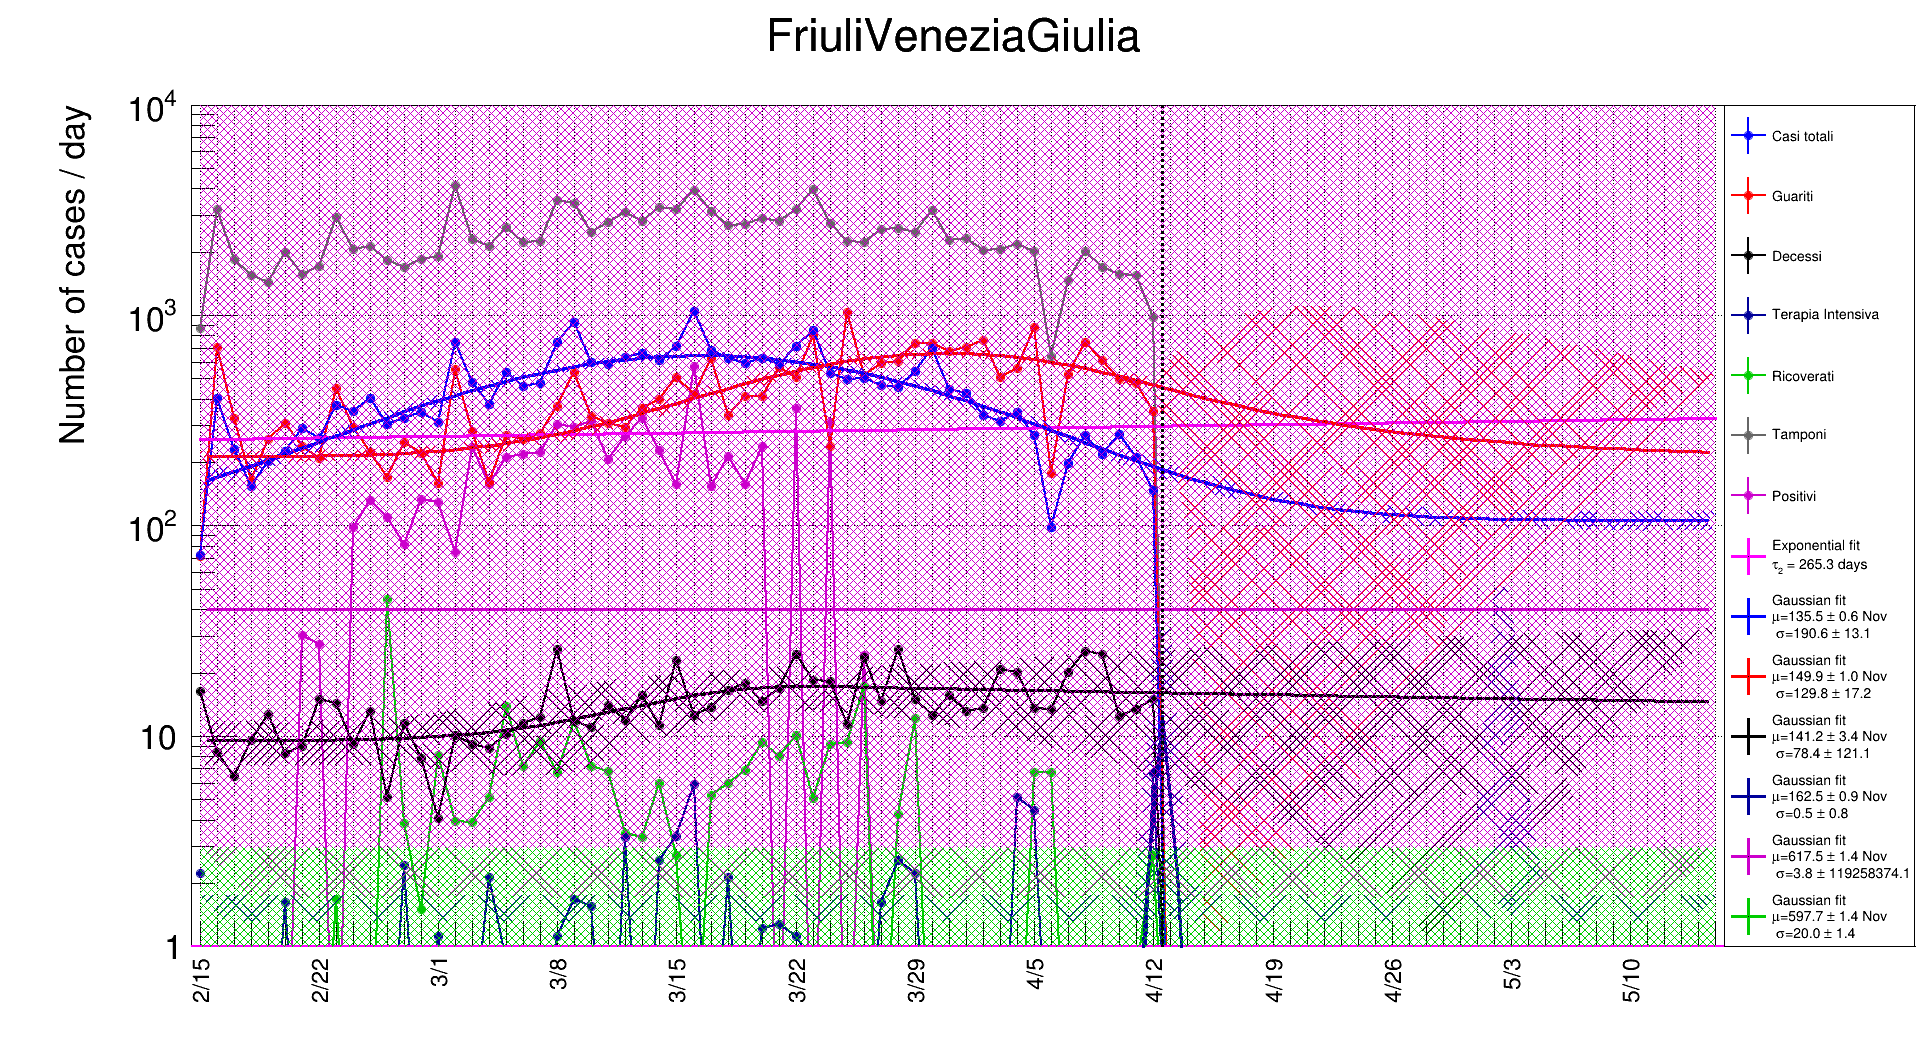 FriuliVeneziaGiulia
Number of cases / day
10^4
10^3
10^2
10
1
2/15
2/22
3/1
3/8
3/15
3/22
3/29
4/5
4/12
4/19
4/26
5/3
5/10
Casi totali
Guariti
Decessi
Terapia Intensiva
Ricoverati
Tamponi
Positivi
Exponential fit
τ₂ = 265.3 days
Gaussian fit
μ=135.5 ± 0.6 Nov
σ=190.6 ± 13.1
Gaussian fit
μ=149.9 ± 1.0 Nov
σ=129.8 ± 17.2
Gaussian fit
μ=141.2 ± 3.4 Nov
σ=78.4 ± 121.1
Gaussian fit
μ=162.5 ± 0.9 Nov
σ=0.5 ± 0.8
Gaussian fit
μ=617.5 ± 1.4 Nov
σ=3.8 ± 119258374.1
Gaussian fit
μ=597.7 ± 1.4 Nov
σ=20.0 ± 1.4